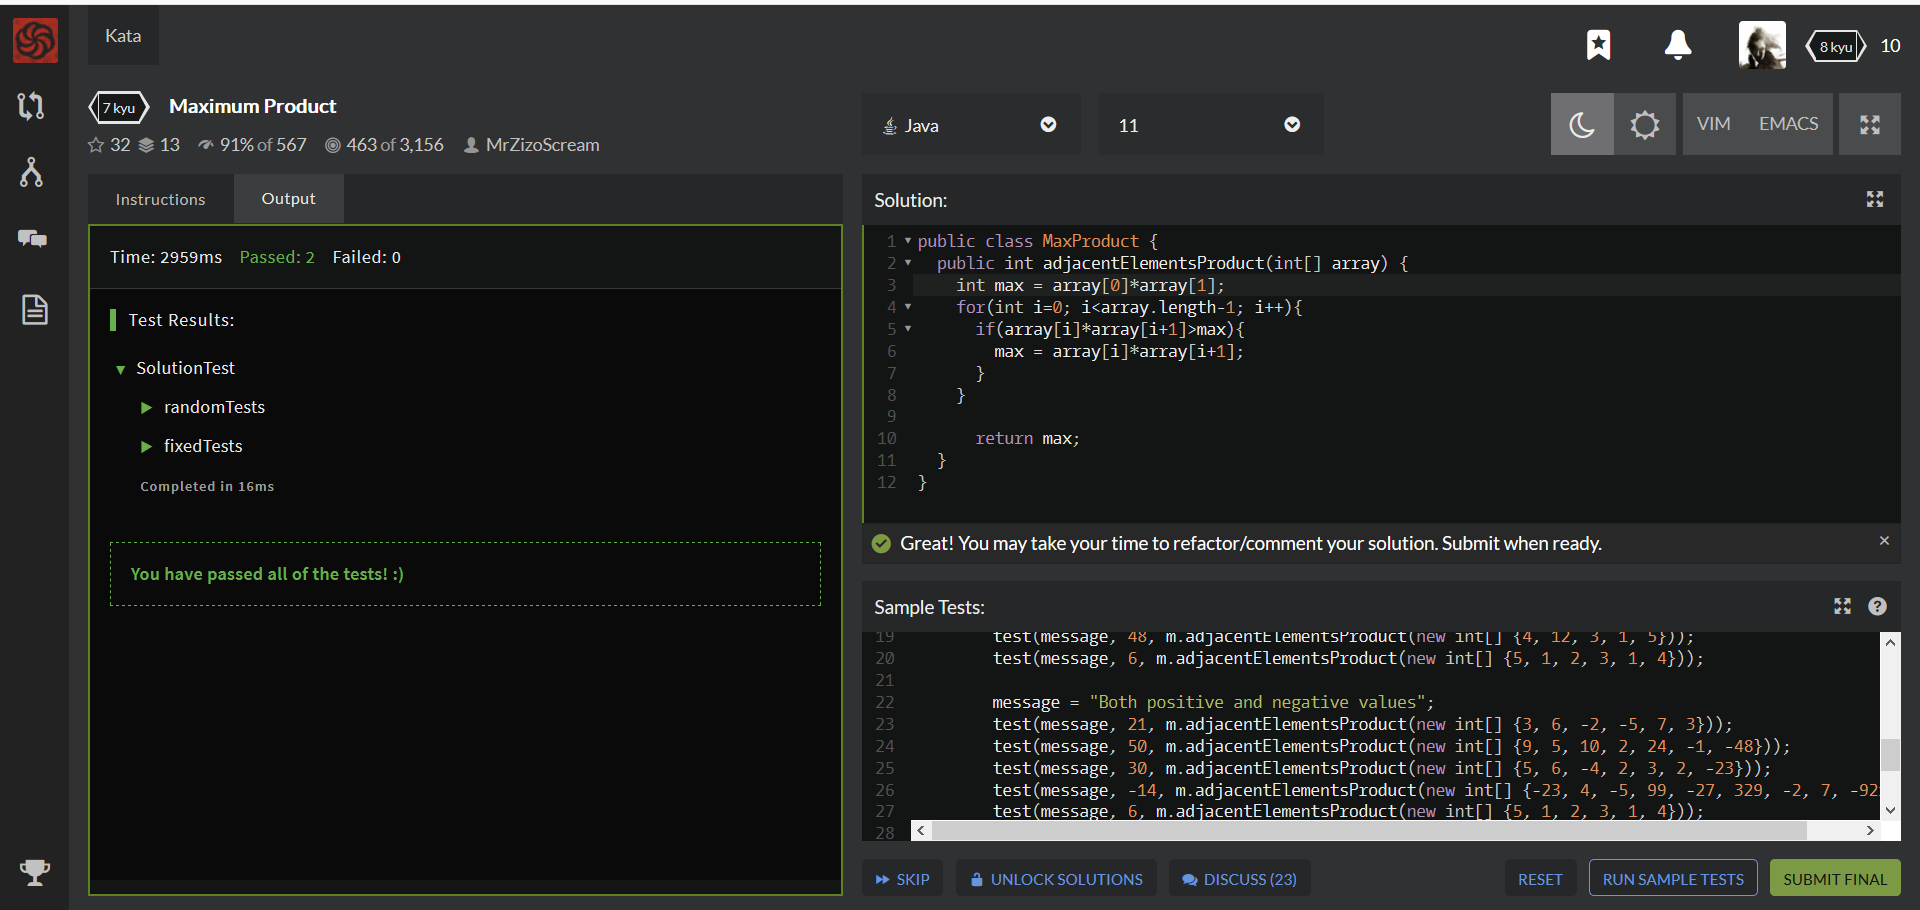 Kata
8 kyu 10
7 kyu Maximum Product
32 13 91% of 567 463 of 3,156 MrZizoScream
Java
11
VIM EMACS
Instructions Output
Time: 2959ms Passed: 2 Failed: 0
Test Results:
SolutionTest
randomTests
fixedTests
Completed in 16ms
You have passed all of the tests! :)
Solution:
1 public class MaxProduct {
2 public int adjacentElementsProduct(int[] array) {
3 int max = array[0]*array[1];
4 for(int i=0; i<array.length-1; i++){
5 if(array[i]*array[i+1]>max){
6 max = array[i]*array[i+1];
7 }
8 }
9
10 return max;
11 }
12 }
Great! You may take your time to refactor/comment your solution. Submit when ready.
Sample Tests:
19 test(message, 48, m.adjacentElementsProduct(new int[] {4, 12, 3, 1, 5}));
20 test(message, 6, m.adjacentElementsProduct(new int[] {5, 1, 2, 3, 1, 4}));
21
22 message = "Both positive and negative values";
23 test(message, 21, m.adjacentElementsProduct(new int[] {3, 6, -2, -5, 7, 3}));
24 test(message, 50, m.adjacentElementsProduct(new int[] {9, 5, 10, 2, 24, -1, -48}));
25 test(message, 30, m.adjacentElementsProduct(new int[] {5, 6, -4, 2, 3, 2, -23}));
26 test(message, -14, m.adjacentElementsProduct(new int[] {-23, 4, -5, 99, -27, 329, -2, 7, -92
27 test(message, 6, m.adjacentElementsProduct(new int[] {5, 1, 2, 3, 1, 4}));
28
SKIP UNLOCK SOLUTIONS DISCUSS (23) RESET RUN SAMPLE TESTS SUBMIT FINAL